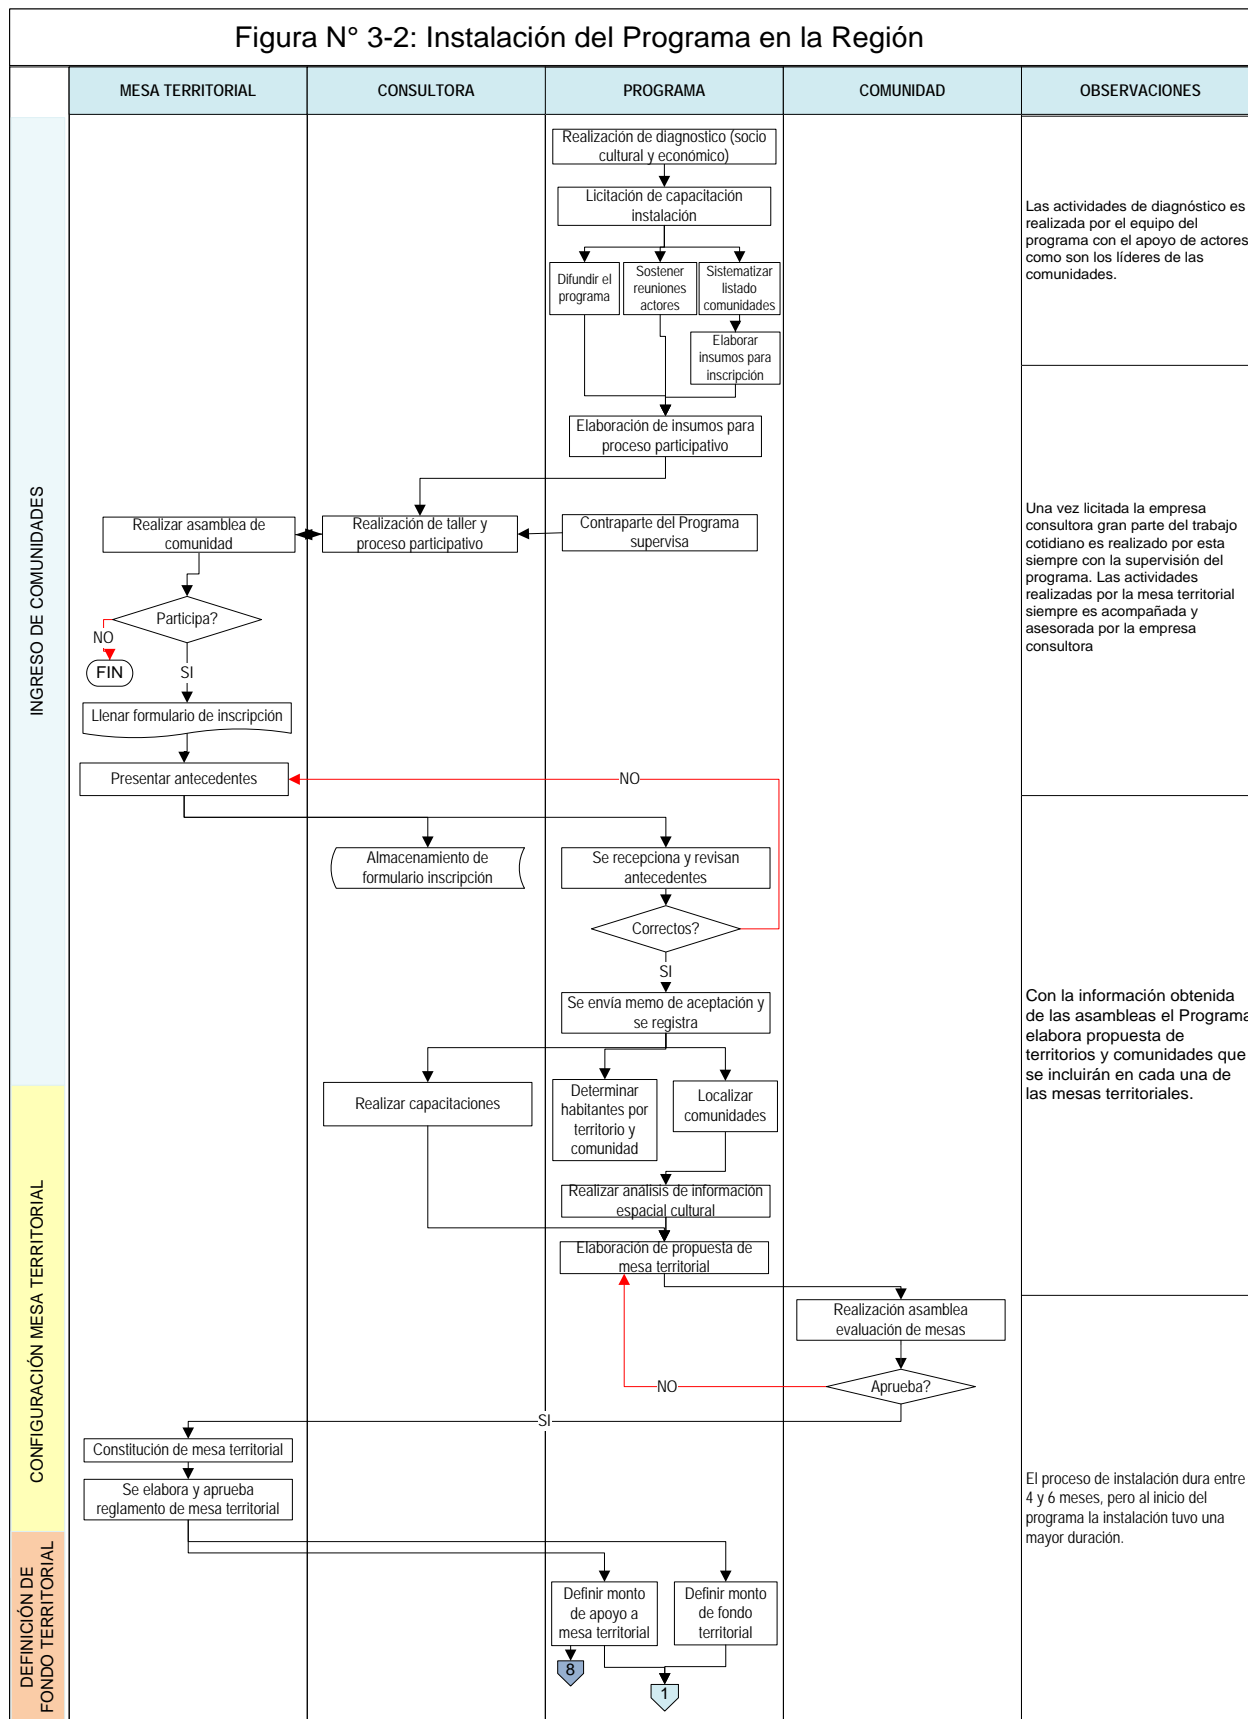 Figura N° 3-2: Instalación del Programa en la Región
MESA TERRITORIAL
CONSULTORA
PROGRAMA
COMUNIDAD
OBSERVACIONES
INGRESO DE COMUNIDADES
Realización de diagnostico (socio
cultural y económico)
Licitación de capacitación
instalación
Difundir el
programa
Sostener
reuniones
actores
Sistematizar
listado
comunidades
Elaborar
insumos para
inscripción
Elaboración de insumos para
proceso participativo
Las actividades de diagnóstico es
realizada por el equipo del
programa con el apoyo de actores
como son los líderes de las
comunidades.
Realizar asamblea de
comunidad
Realización de taller y
proceso participativo
Contraparte del Programa
supervisa
Participa?
NO
FIN
SI
Llenar formulario de inscripción
Presentar antecedentes
NO
Una vez licitada la empresa
consultora gran parte del trabajo
cotidiano es realizado por esta
siempre con la supervisión del
programa. Las actividades
realizadas por la mesa territorial
siempre es acompañada y
asesorada por la empresa
consultora
Almacenamiento de
formulario inscripción
Se recepciona y revisan
antecedentes
Correctos?
SI
Se envía memo de aceptación y
se registra
Con la información obtenida
de las asambleas el Programa
elabora propuesta de
territorios y comunidades que
se incluirán en cada una de
las mesas territoriales.
CONFIGURACIÓN MESA TERRITORIAL
Realizar capacitaciones
Determinar
habitantes por
territorio y
comunidad
Localizar
comunidades
Realizar análisis de información
espacial cultural
Elaboración de propuesta de
mesa territorial
Realización asamblea
evaluación de mesas
Aprueba?
NO
SI
Constitución de mesa territorial
Se elabora y aprueba
reglamento de mesa territorial
El proceso de instalación dura entre
4 y 6 meses, pero al inicio del
programa la instalación tuvo una
mayor duración.
DEFINICIÓN DE
FONDO TERRITORIAL
Definir monto
de apoyo a
mesa territorial
Definir monto
de fondo
territorial
8
1